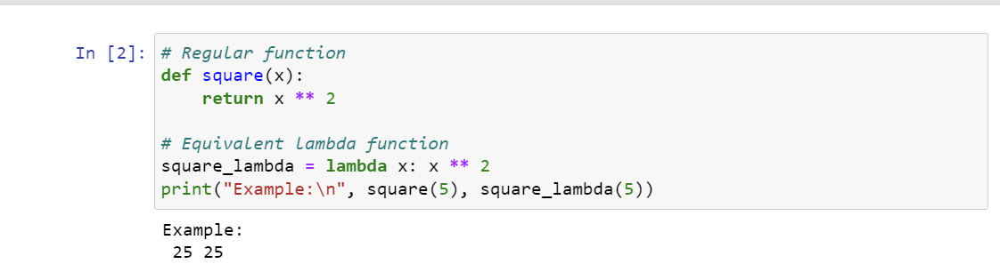 In [2]: # Regular function
def square(x):
    return x ** 2
# Equivalent lambda function
square_lambda = lambda x: x ** 2
print("Example:\n", square(5), square_lambda(5))
Example:
 25 25